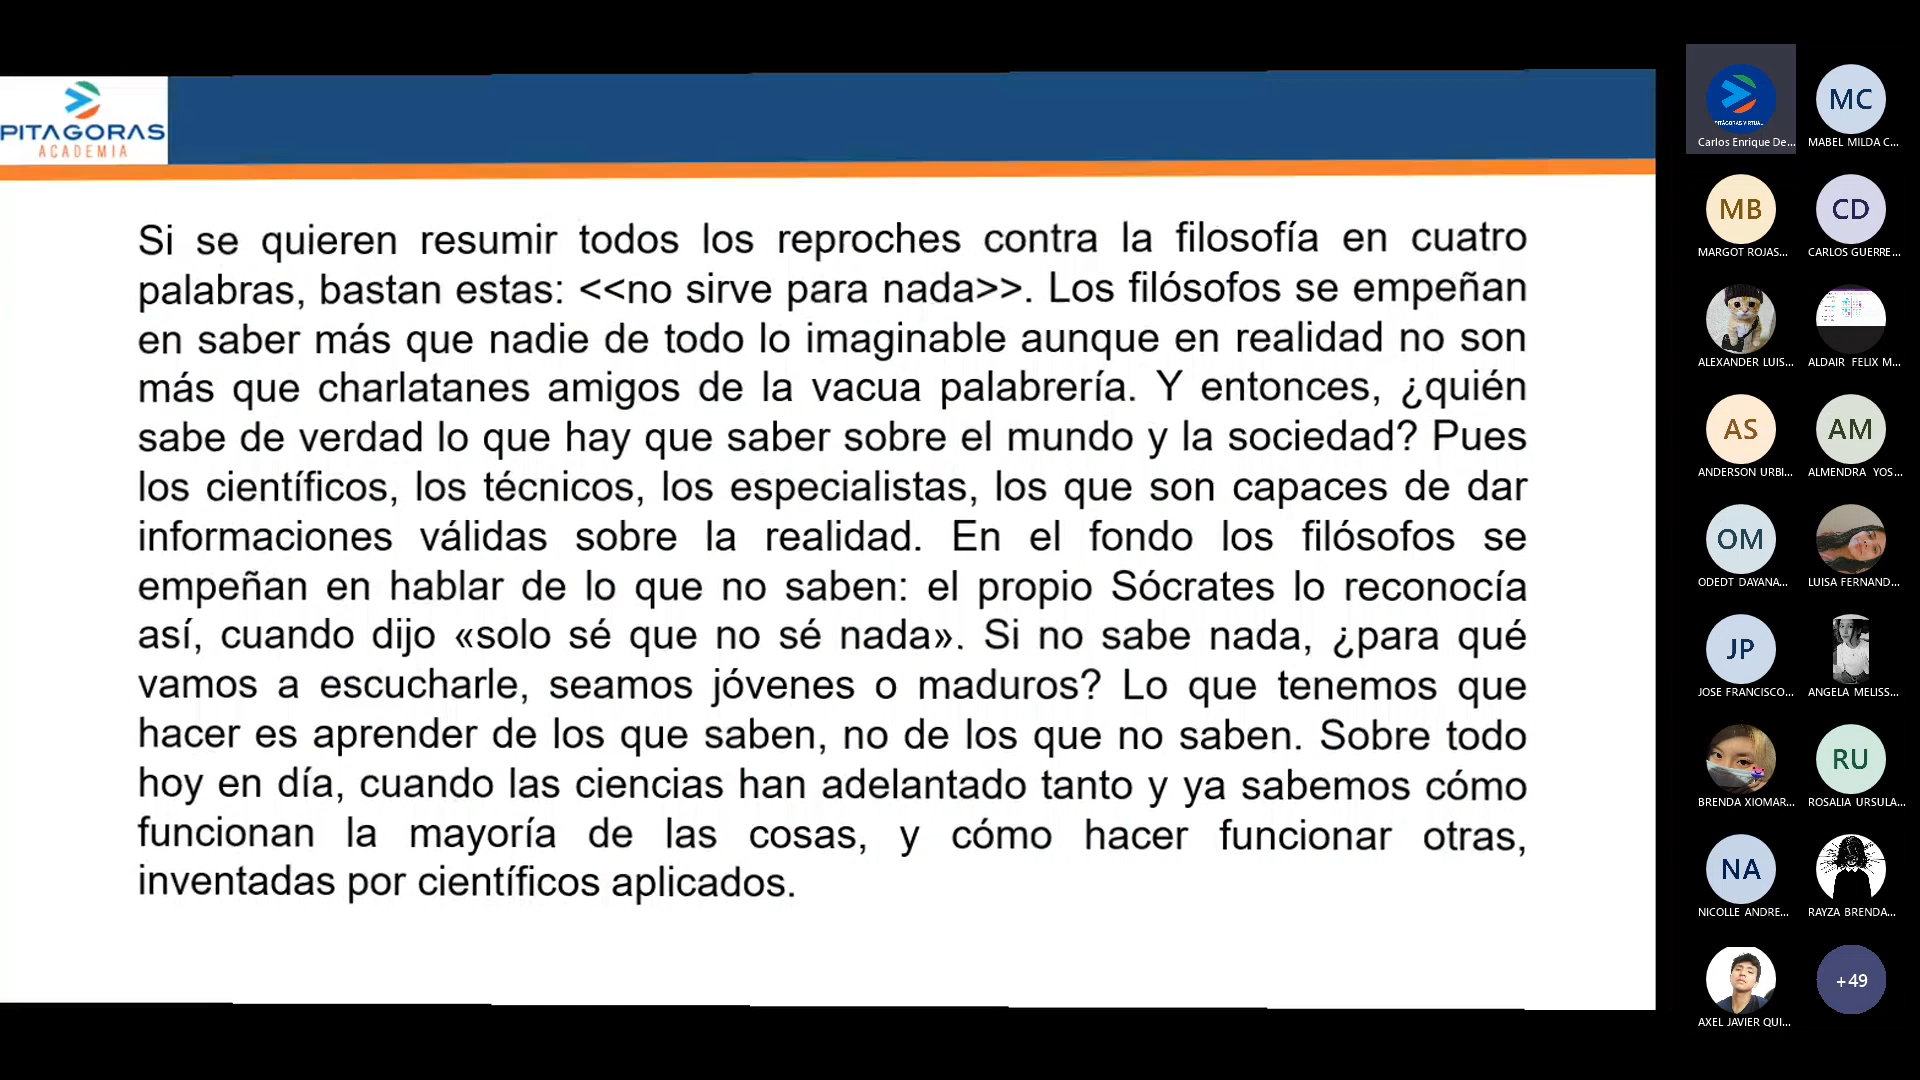 PITAGORAS
ACADEMIA
Si se quieren resumir todos los reproches contra la filosofía en cuatro
palabras, bastan estas: <<no sirve para nada>>. Los filósofos se empeñan
en saber más que nadie de todo lo imaginable aunque en realidad no son
más que charlatanes amigos de la vacua palabrería. Y entonces, ¿quién
sabe de verdad lo que hay que saber sobre el mundo y la sociedad? Pues
los científicos, los técnicos, los especialistas, los que son capaces de dar
informaciones válidas sobre la realidad. En el fondo los filósofos se
empeñan en hablar de lo que no saben: el propio Sócrates lo reconocía
así, cuando dijo «solo sé que no sé nada». Si no sabe nada, ¿para qué
vamos a escucharle, seamos jóvenes o maduros? Lo que tenemos que
hacer es aprender de los que saben, no de los que no saben. Sobre todo
hoy en día, cuando las ciencias han adelantado tanto y ya sabemos cómo
funcionan la mayoría de las cosas, y cómo hacer funcionar otras,
inventadas por científicos aplicados.
PITÁGORAS VIRTUAL
MC
Carlos Enrique De...
MABEL MILDA C...
MB
CD
MARGOT ROJAS...
CARLOS GUERRE...
ALEXANDER LUIS...
ALDAIR FELIX M...
AS
AM
ANDERSON URBI...
ALMENDRA YOS...
OM
ODEDT DAYANA...
LUISA FERNAND...
JP
JOSE FRANCISCO...
ANGELA MELISS...
RU
BRENDA XIOMAR...
ROSALIA URSULA...
NA
NICOLLE ANDRE...
RAYZA BRENDA...
+49
AXEL JAVIER QUI...